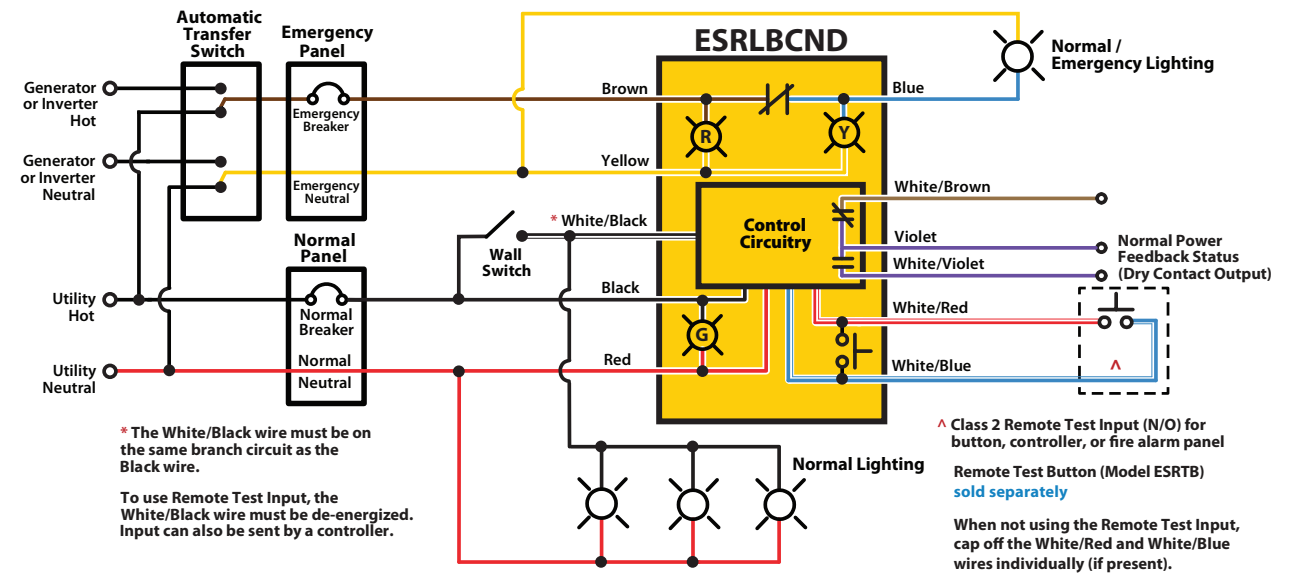 Automatic
Transfer
Switch
Emergency
Panel
ESRLBCND
Normal /
Emergency Lighting
Generator
or Inverter
Hot
Brown
Blue
Emergency
Breaker
R
Y
Generator
or Inverter
Neutral
Yellow
Emergency
Neutral
White/Brown
* White/Black
Control
Circuitry
Wall
Switch
Violet
White/Violet
Normal Power
Feedback Status
(Dry Contact Output)
Normal
Panel
Utility
Hot
Black
Normal
Breaker
White/Red
G
Utility
Neutral
Normal
Neutral
Red
White/Blue
^
* The White/Black wire must be on
the same branch circuit as the
Black wire.
To use Remote Test Input, the
White/Black wire must be de-energized.
Input can also be sent by a controller.
Normal Lighting
^ Class 2 Remote Test Input (N/O) for
button, controller, or fire alarm panel
Remote Test Button (Model ESRTB)
sold separately
When not using the Remote Test Input,
cap off the White/Red and White/Blue
wires individually (if present).